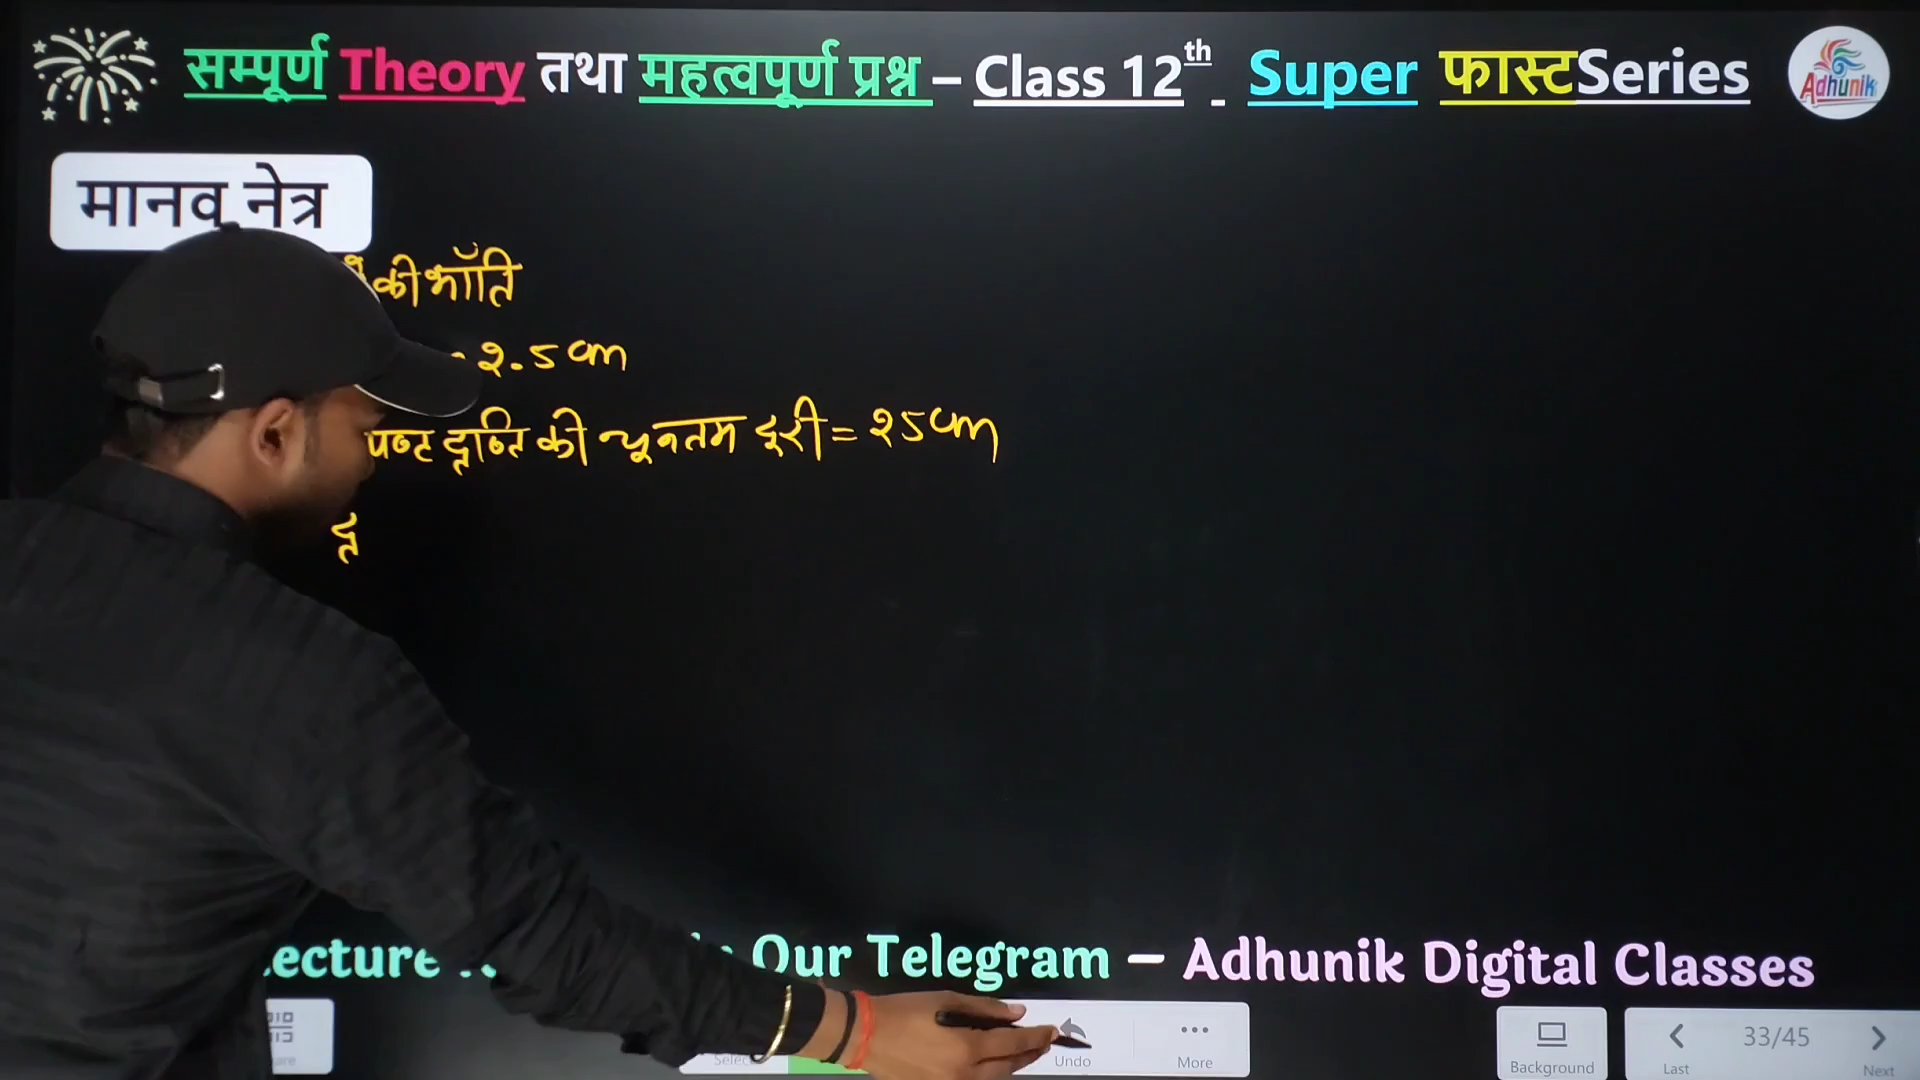 सम्पूर्ण Theory तथा महत्वपूर्ण प्रश्न – Class 12th - Super फास्टSeries
Adhunik
मानव नेत्र
की भाँति
2.5 cm
दृष्टि की न्यूनतम दूरी = 25 cm
दृ
Our Telegram – Adhunik Digital Classes
Undo
More
Background
Last
33/45
Next